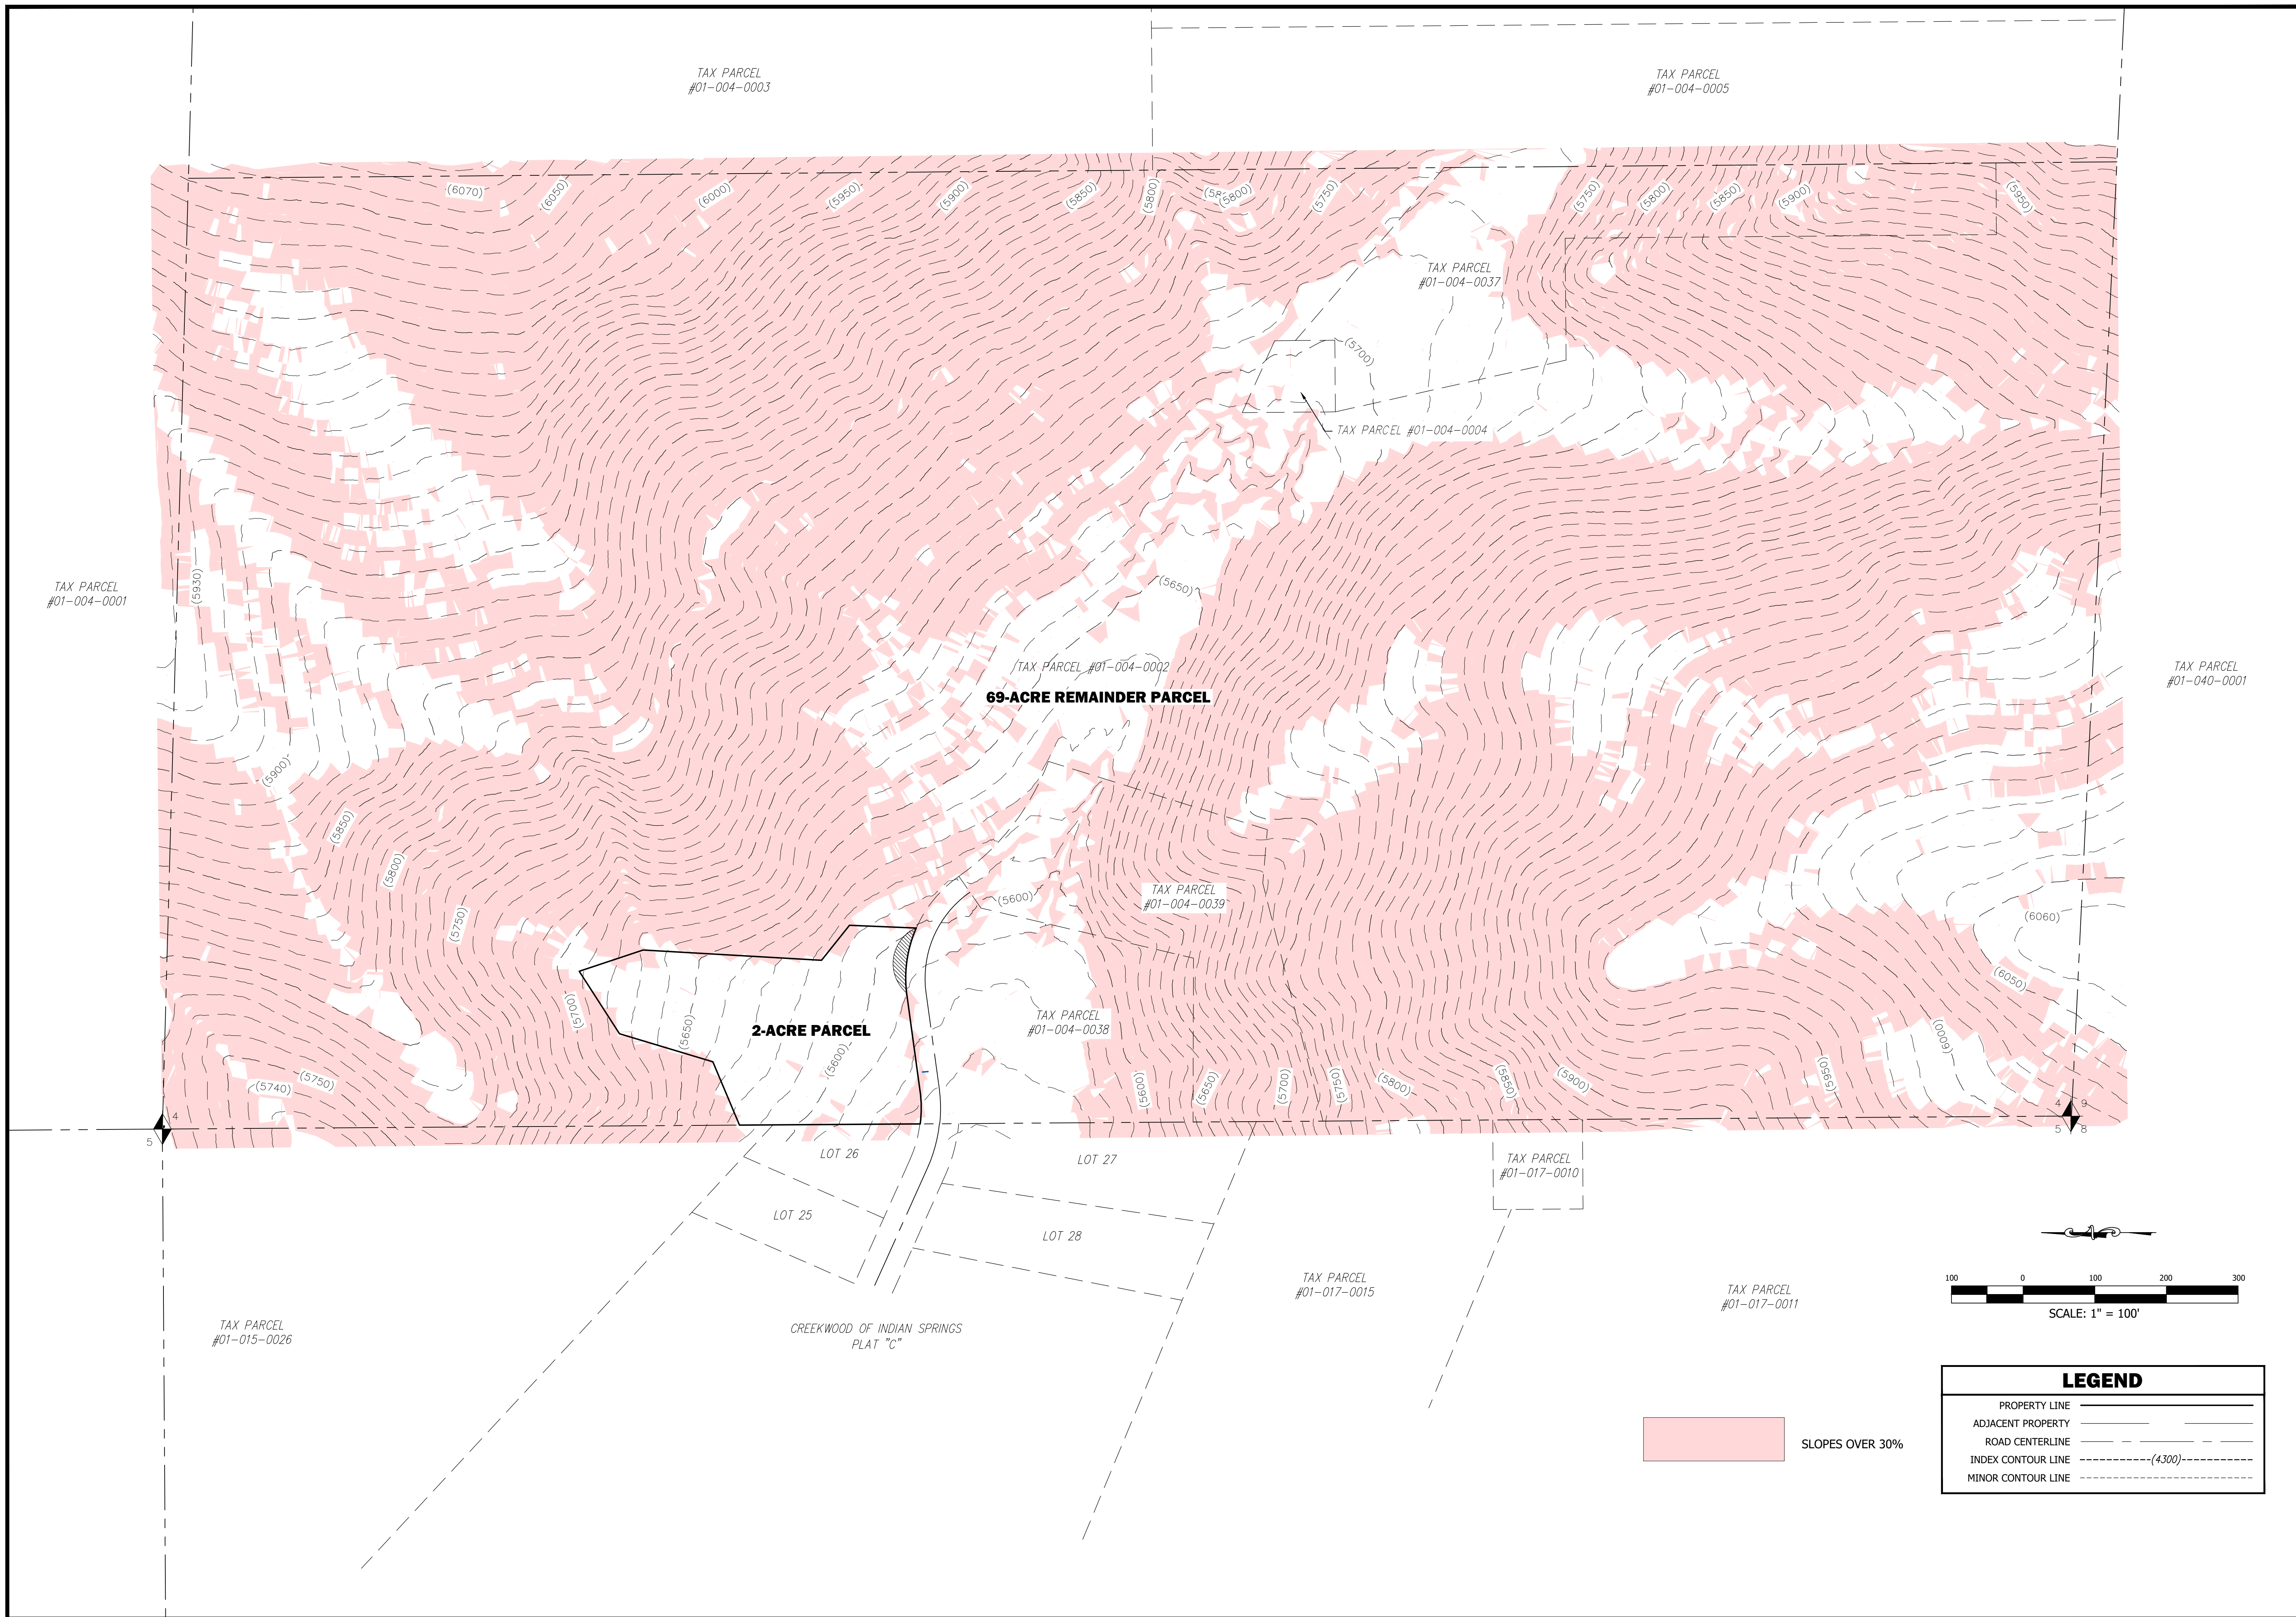 TAX PARCEL
#01-004-0003
TAX PARCEL
#01-004-0005
(6070)
(6050)
(6000)
(5950)
(5900)
(5850)
(5800)
(5800)
(5750)
(5750)
(5800)
(5850)
(5900)
(5950)
TAX PARCEL
#01-004-0037
(5700)
TAX PARCEL #01-004-0004
TAX PARCEL
#01-004-0001
(5930)
(5650)
TAX PARCEL #01-004-0002
69-ACRE REMAINDER PARCEL
TAX PARCEL
#01-040-0001
(5900)
(5850)
(5800)
(5750)
(5600)
TAX PARCEL
#01-004-0039
(6060)
(6050)
(5700)
(5650)
2-ACRE PARCEL
(5600)
TAX PARCEL
#01-004-0038
(6000)
(5740)
(5750)
(5600)
(5650)
(5700)
(5750)
(5800)
(5850)
(5900)
(5950)
4
5
4 9
5 8
LOT 26
LOT 27
TAX PARCEL
#01-017-0010
LOT 25
LOT 28
TAX PARCEL
#01-017-0015
TAX PARCEL
#01-017-0011
TAX PARCEL
#01-015-0026
CREEKWOOD OF INDIAN SPRINGS
PLAT "C"
100 0 100 200 300
SCALE: 1" = 100'
LEGEND
PROPERTY LINE
ADJACENT PROPERTY
ROAD CENTERLINE
INDEX CONTOUR LINE (4300)
MINOR CONTOUR LINE
SLOPES OVER 30%